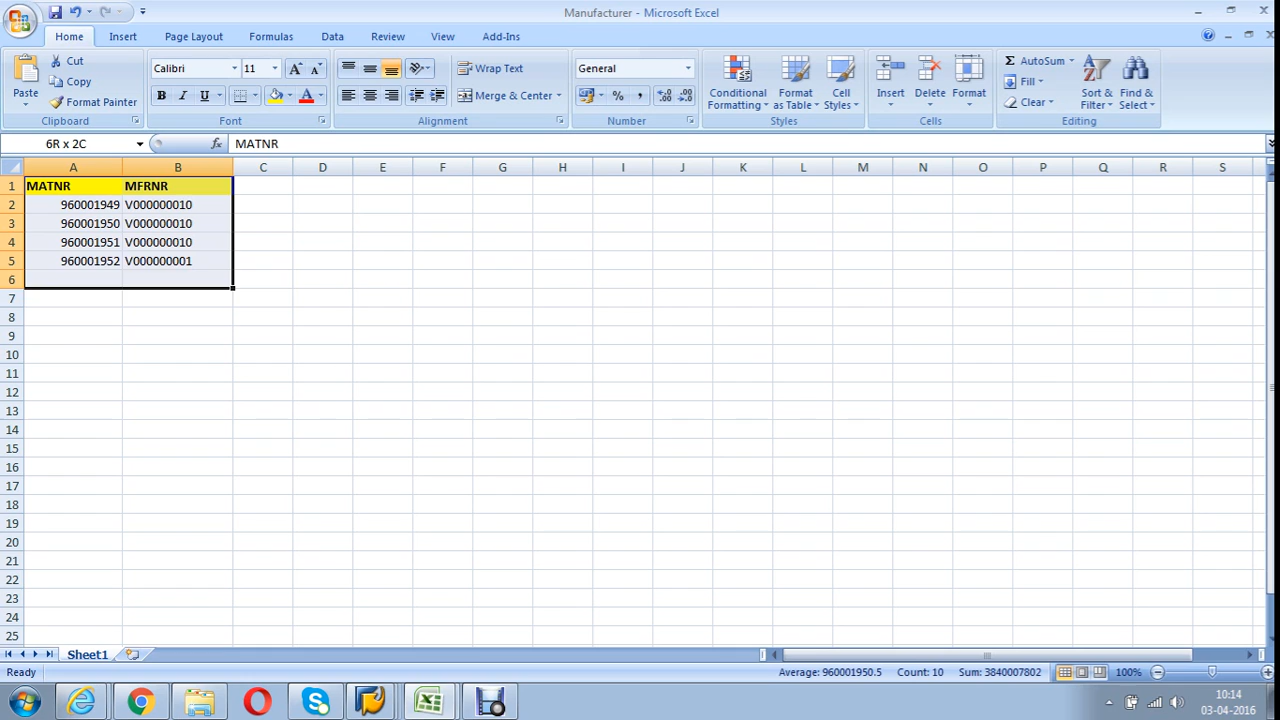 Manufacturer - Microsoft Excel
Home Insert Page Layout Formulas Data Review View Add-Ins
Paste
Cut
Copy
Format Painter
Clipboard
Calibri 11 A A
B I U A
Font
Wrap Text
Merge & Center
Alignment
General
% ,
Number
Conditional Formatting
Format as Table
Cell Styles
Styles
Insert
Delete
Format
Cells
Σ AutoSum
Fill
Clear
Sort & Filter
Find & Select
Editing
6R x 2C fx MATNR
A B C D E F G H I J K L M N O P Q R S
1 MATNR MFRNR
2 960001949 V000000010
3 960001950 V000000010
4 960001951 V000000010
5 960001952 V000000001
6
7
8
9
10
11
12
13
14
15
16
17
18
19
20
21
22
23
24
25
Sheet1
Ready Average: 960001950.5 Count: 10 Sum: 3840007802 100%
10:14
03-04-2016